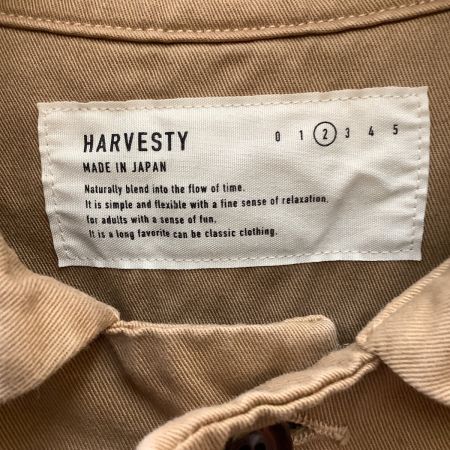 HARVESTY 0 1 2 3 4 5
MADE IN JAPAN
Naturally blend into the flow of time.
It is simple and flexible with a fine sense of relaxation.
for adults with a sense of fun.
It is a long favorite can be classic clothing.